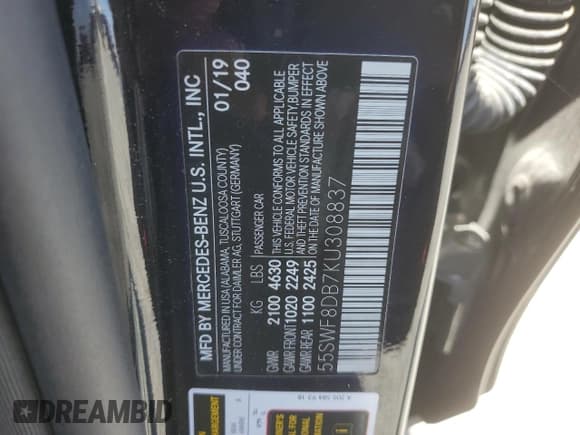 MFD BY MERCEDES-BENZ U.S. INTL., INC
IN TUSCALOOSA USA (ALABAMA, TUSCALOOSA COUNTY)
UNDER CONTRACT FOR DAIMLER AG, STUTTGART (GERMANY)
01/19
040
KG LBS PASSENGER CAR
GVWR 2100 4630 THIS VEHICLE CONFORMS TO ALL APPLICABLE
GAWR FRONT 1020 2249 U.S. FEDERAL MOTOR VEHICLE SAFETY, BUMPER
GAWR REAR 1100 2425 AND THEFT PREVENTION STANDARDS IN EFFECT
ON THE DATE OF MANUFACTURE SHOWN ABOVE
55SWF8DB7KU308837
DREAMBID